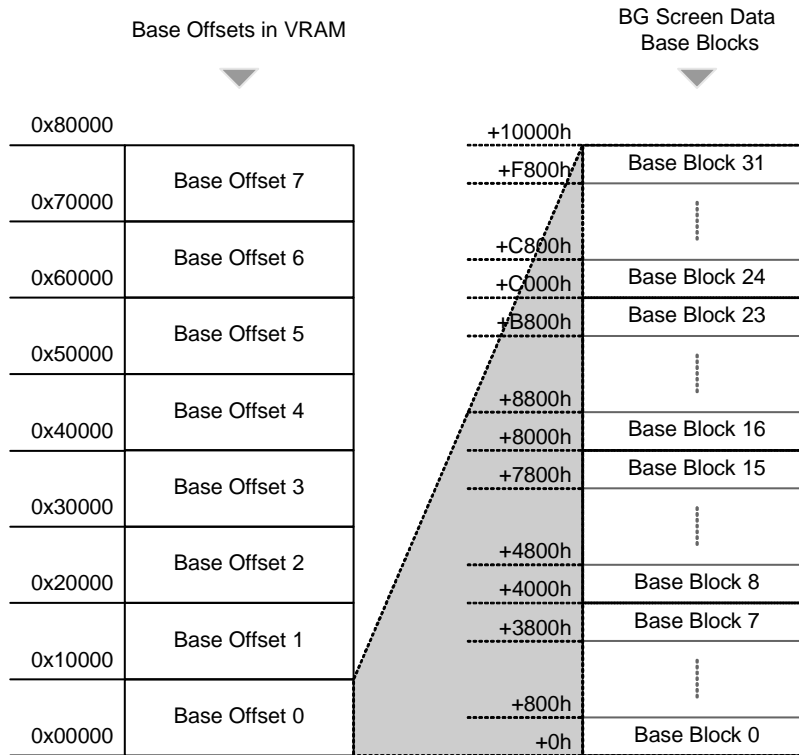 Base Offsets in VRAM
0x80000
Base Offset 7
0x70000
Base Offset 6
0x60000
Base Offset 5
0x50000
Base Offset 4
0x40000
Base Offset 3
0x30000
Base Offset 2
0x20000
Base Offset 1
0x10000
Base Offset 0
0x00000
BG Screen Data
Base Blocks
+10000h
Base Block 31
+F800h
+C800h
Base Block 24
+C000h
Base Block 23
+B800h
+8800h
Base Block 16
+8000h
Base Block 15
+7800h
+4800h
Base Block 8
+4000h
Base Block 7
+3800h
+800h
Base Block 0
+0h